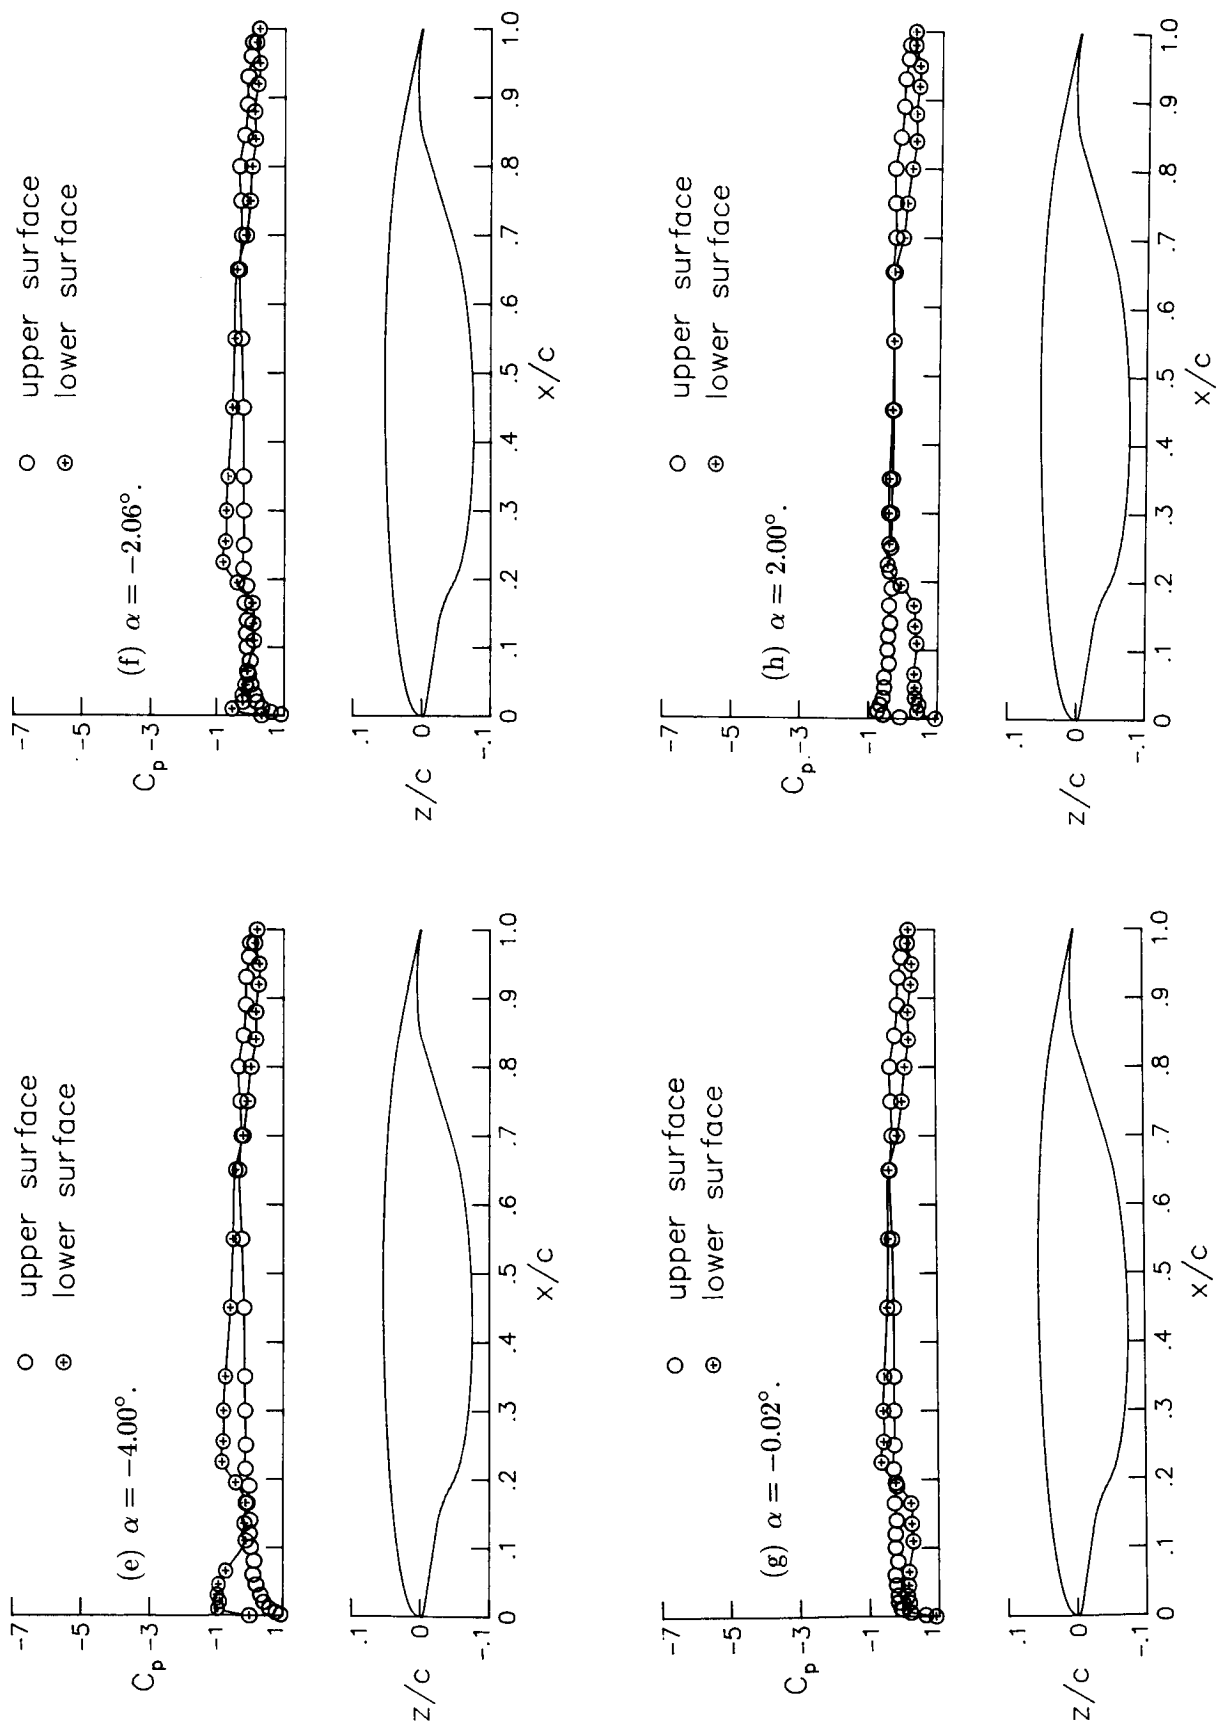 ○ upper surface
⊕ lower surface
(e) α = −4.00°.
-7
-5
-3
-1
1
C_p
.1
0
-.1
z/c
0 .1 .2 .3 .4 .5 .6 .7 .8 .9 1.0
x/c
○ upper surface
⊕ lower surface
(f) α = −2.06°.
-7
-3
-1
1
C_p
.1
0
-.1
z/c
0 .1 .2 .3 .4 .5 .6 .7 .8 .9 1.0
x/c
○ upper surface
⊕ lower surface
(g) α = −0.02°.
-7
-5
-3
-1
1
C_p
.1
0
-.1
z/c
0 .1 .2 .3 .4 .5 .6 .7 .8 .9 1.0
x/c
○ upper surface
⊕ lower surface
(h) α = 2.00°.
-7
-5
-3
-1
1
C_p
.1
0
-.1
z/c
0 .1 .2 .3 .4 .5 .6 .7 .8 .9 1.0
x/c